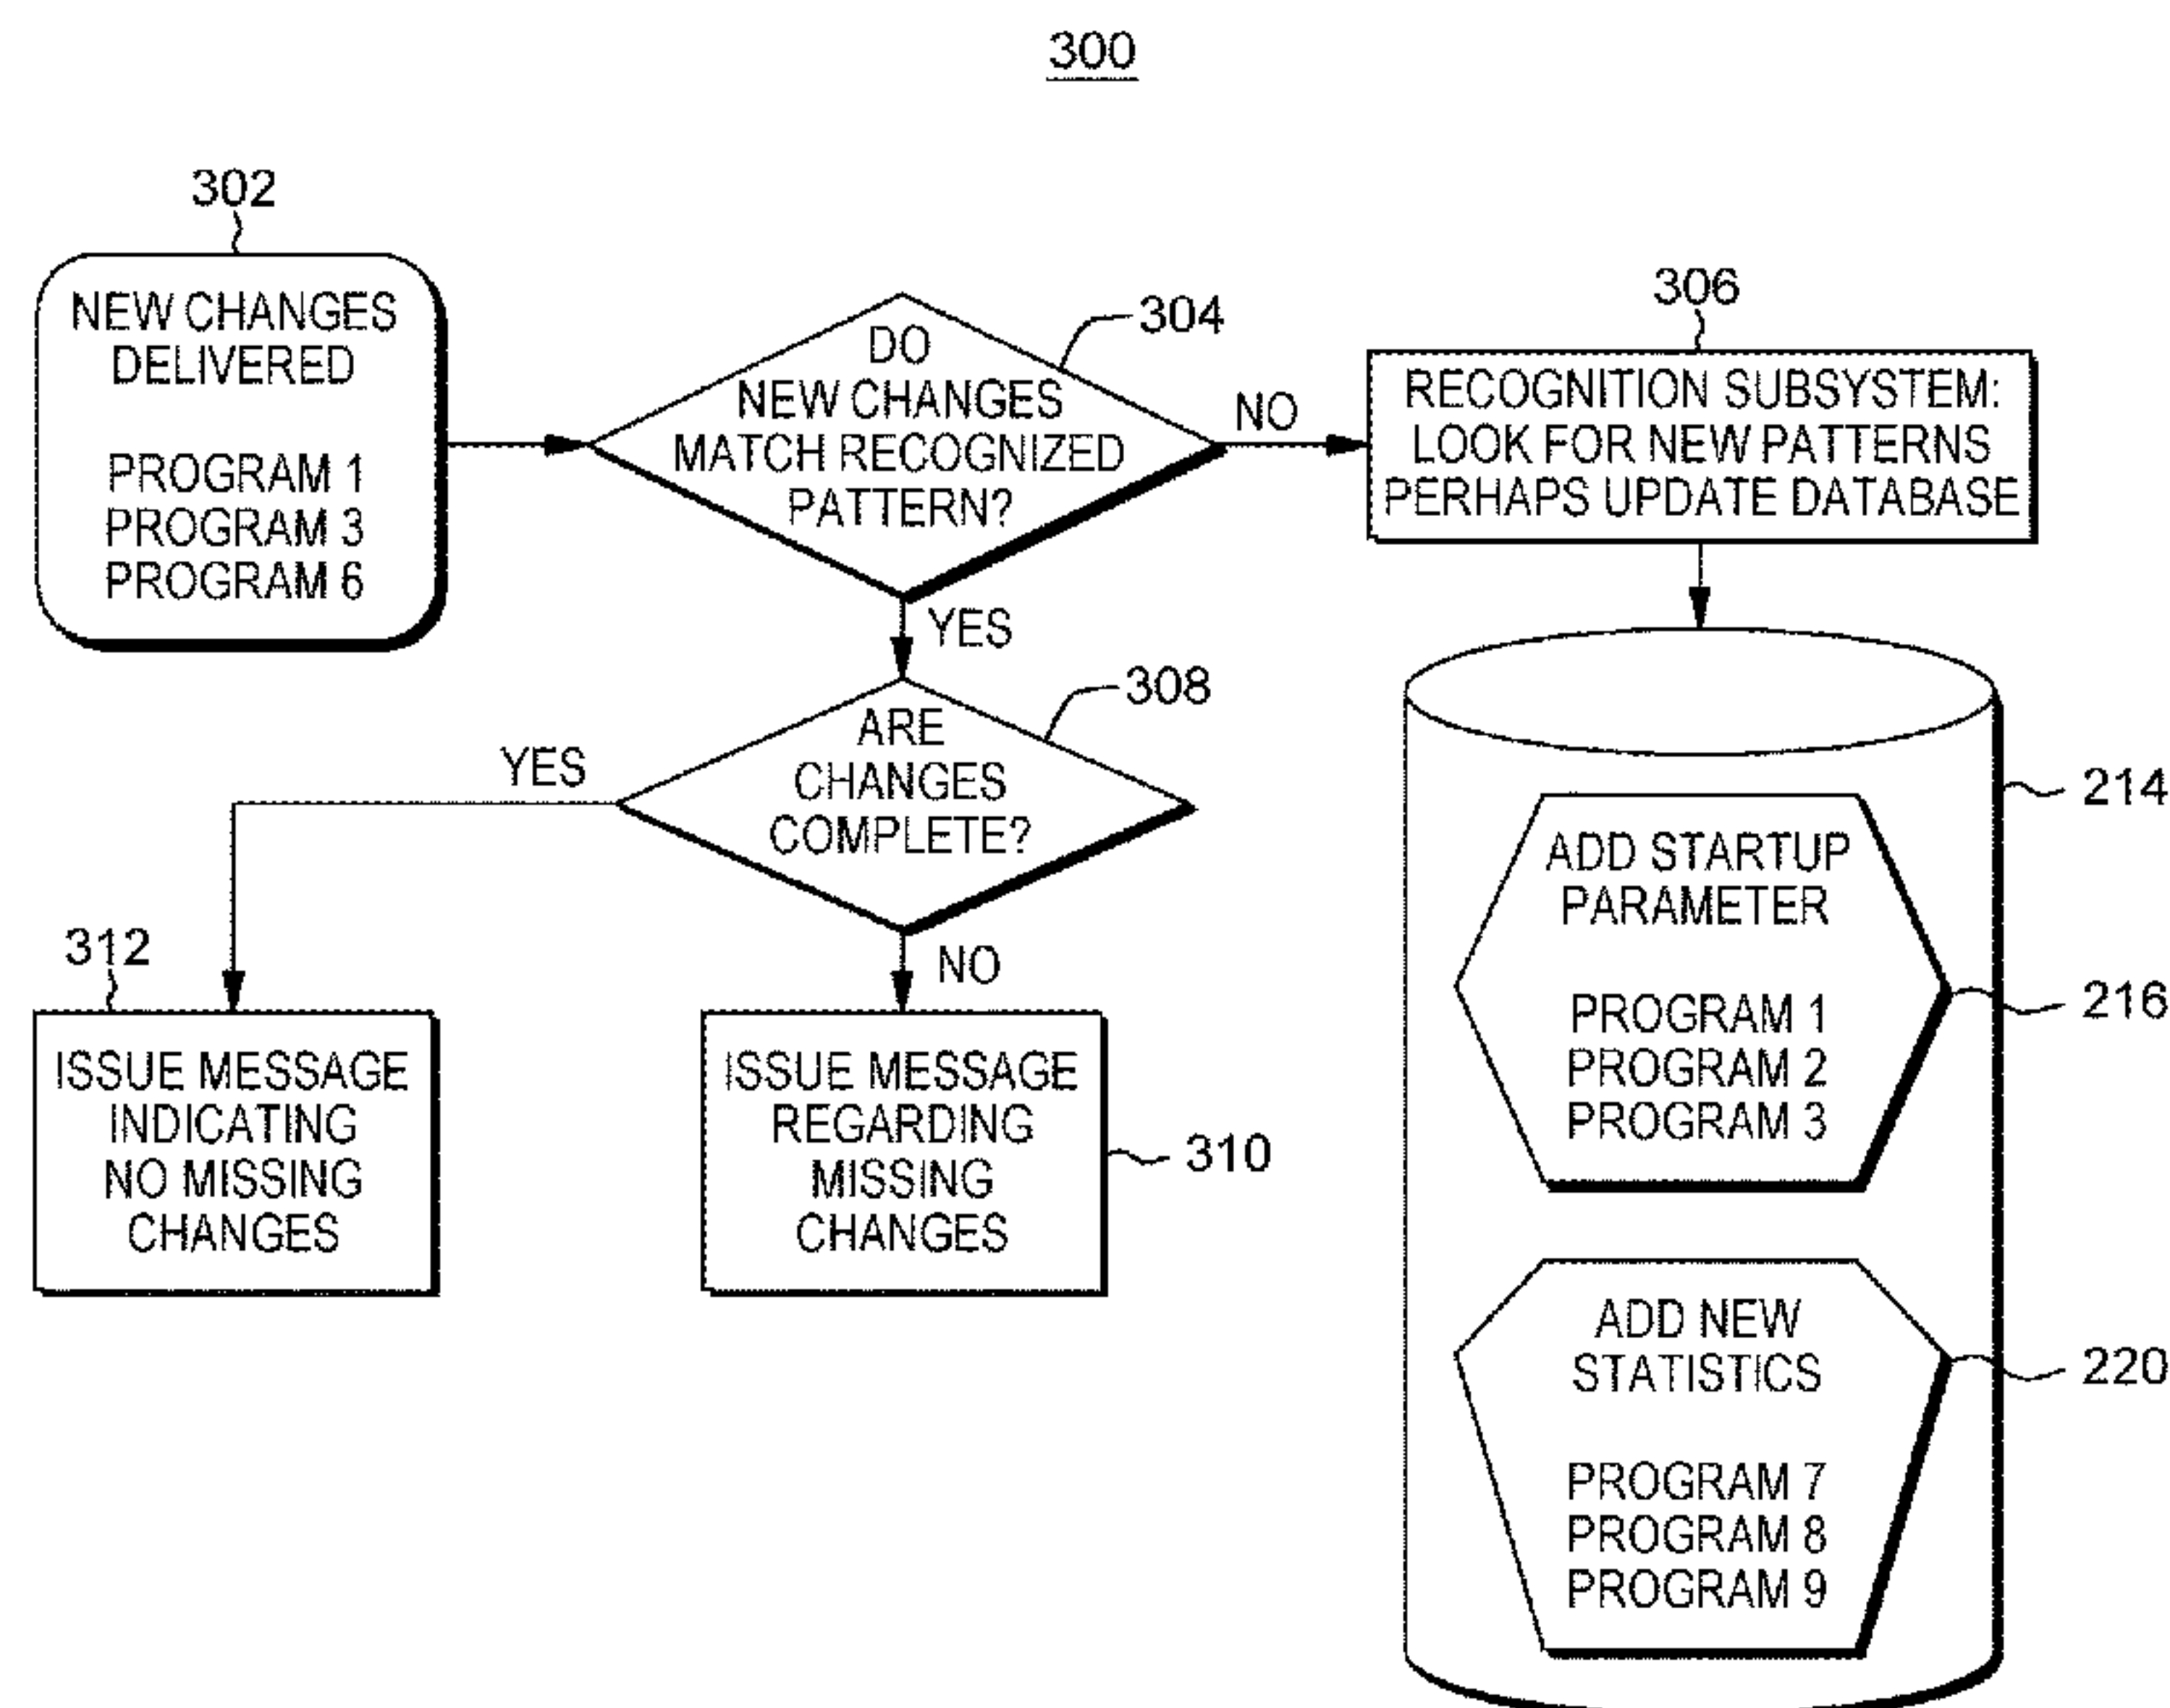 300
302
NEW CHANGES
DELIVERED
PROGRAM 1
PROGRAM 3
PROGRAM 6
304
DO
NEW CHANGES
MATCH RECOGNIZED
PATTERN?
NO
YES
306
RECOGNITION SUBSYSTEM:
LOOK FOR NEW PATTERNS
PERHAPS UPDATE DATABASE
308
ARE
CHANGES
COMPLETE?
YES
NO
312
ISSUE MESSAGE
INDICATING
NO MISSING
CHANGES
ISSUE MESSAGE
REGARDING
MISSING
CHANGES
310
214
ADD STARTUP
PARAMETER
PROGRAM 1
PROGRAM 2
PROGRAM 3
216
ADD NEW
STATISTICS
PROGRAM 7
PROGRAM 8
PROGRAM 9
220